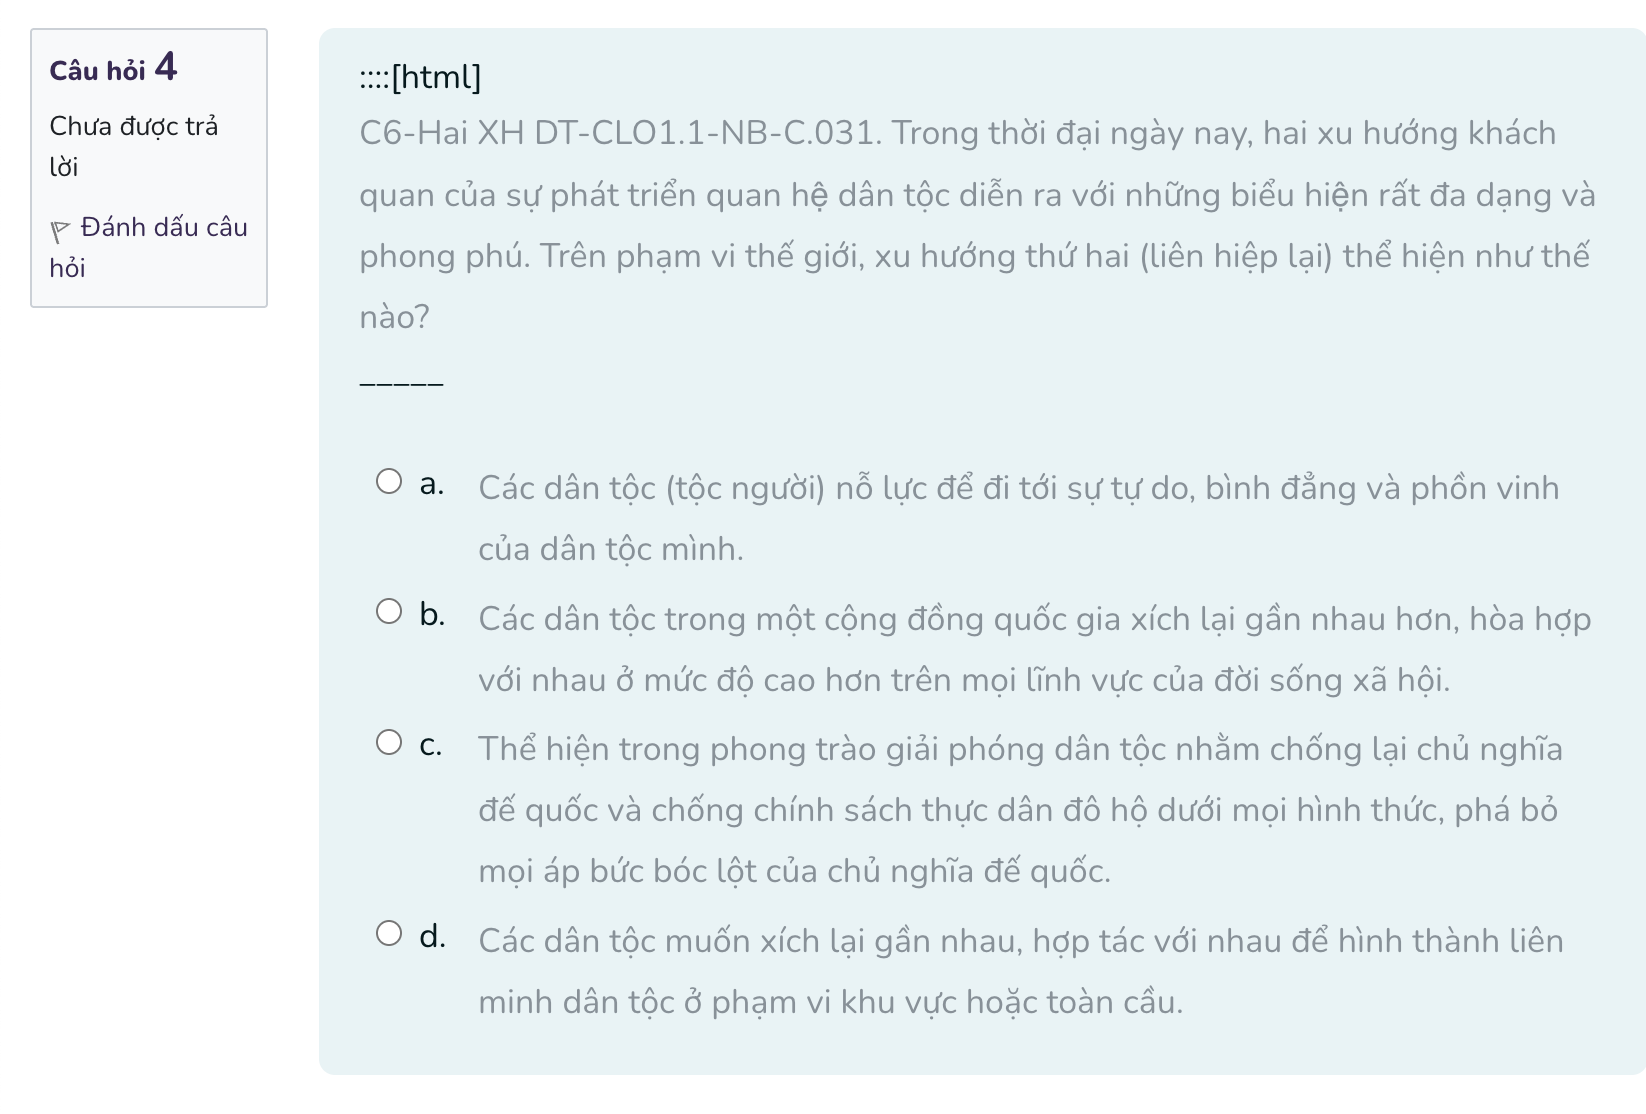 Câu hỏi 4
Chưa được trả
lời
Đánh dấu câu
hỏi
::::[html]
C6-Hai XH DT-CLO1.1-NB-C.031. Trong thời đại ngày nay, hai xu hướng khách
quan của sự phát triển quan hệ dân tộc diễn ra với những biểu hiện rất đa dạng và
phong phú. Trên phạm vi thế giới, xu hướng thứ hai (liên hiệp lại) thể hiện như thế
nào?
_____
a. Các dân tộc (tộc người) nỗ lực để đi tới sự tự do, bình đẳng và phồn vinh
của dân tộc mình.
b. Các dân tộc trong một cộng đồng quốc gia xích lại gần nhau hơn, hòa hợp
với nhau ở mức độ cao hơn trên mọi lĩnh vực của đời sống xã hội.
c. Thể hiện trong phong trào giải phóng dân tộc nhằm chống lại chủ nghĩa
đế quốc và chống chính sách thực dân đô hộ dưới mọi hình thức, phá bỏ
mọi áp bức bóc lột của chủ nghĩa đế quốc.
d. Các dân tộc muốn xích lại gần nhau, hợp tác với nhau để hình thành liên
minh dân tộc ở phạm vi khu vực hoặc toàn cầu.